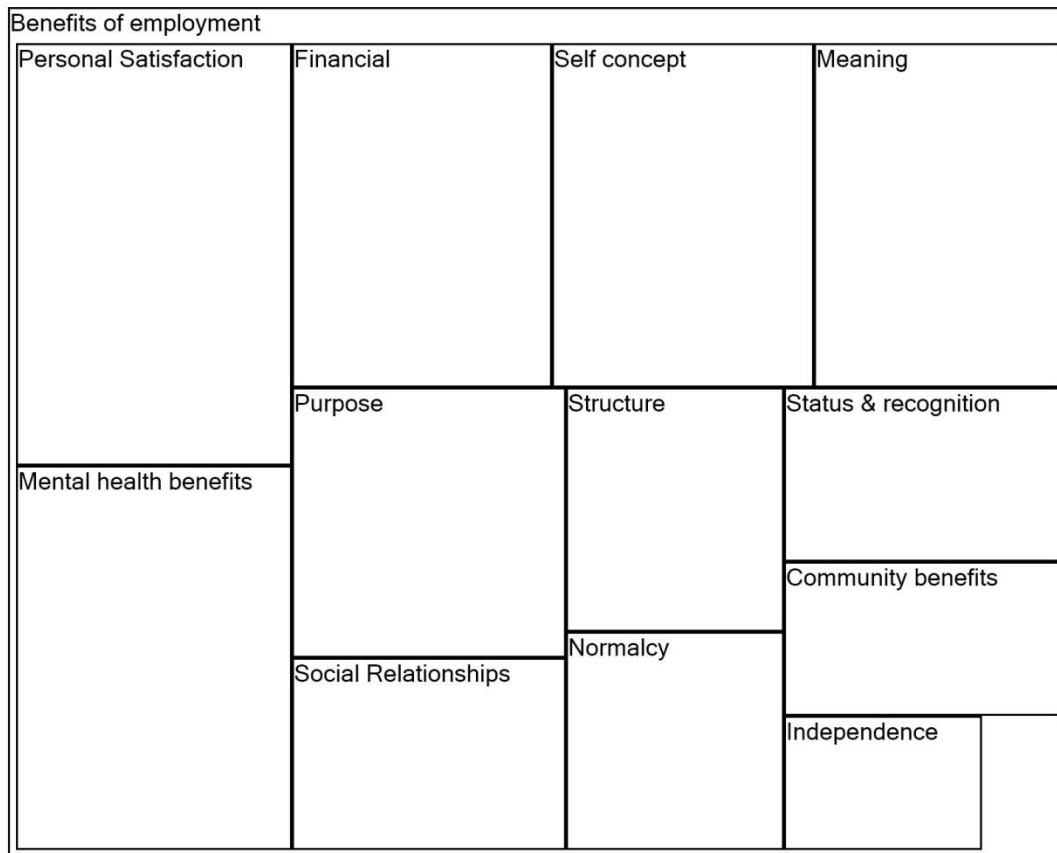 Benefits of employment
Personal Satisfaction
Financial
Self concept
Meaning
Purpose
Structure
Status & recognition
Mental health benefits
Community benefits
Normalcy
Social Relationships
Independence